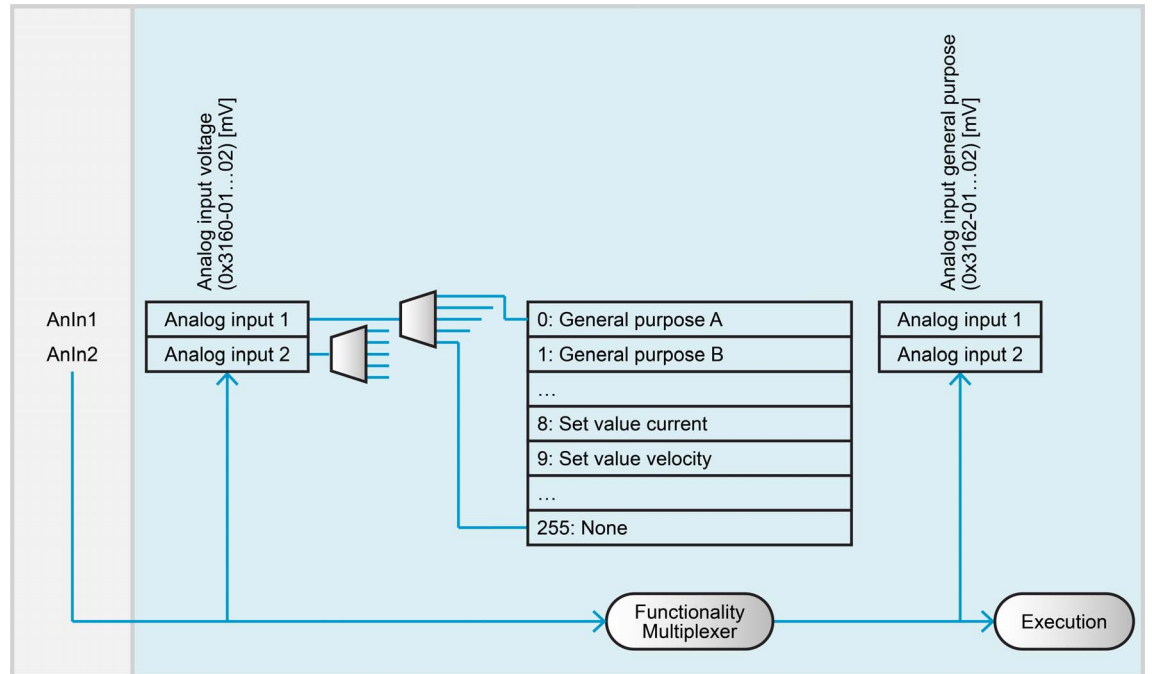 Analog input voltage
(0x3160-01…02) [mV]
Analog input general purpose
(0x3162-01…02) [mV]
AnIn1
AnIn2
Analog input 1
Analog input 2
0: General purpose A
1: General purpose B
…
8: Set value current
9: Set value velocity
…
255: None
Analog input 1
Analog input 2
Functionality
Multiplexer
Execution